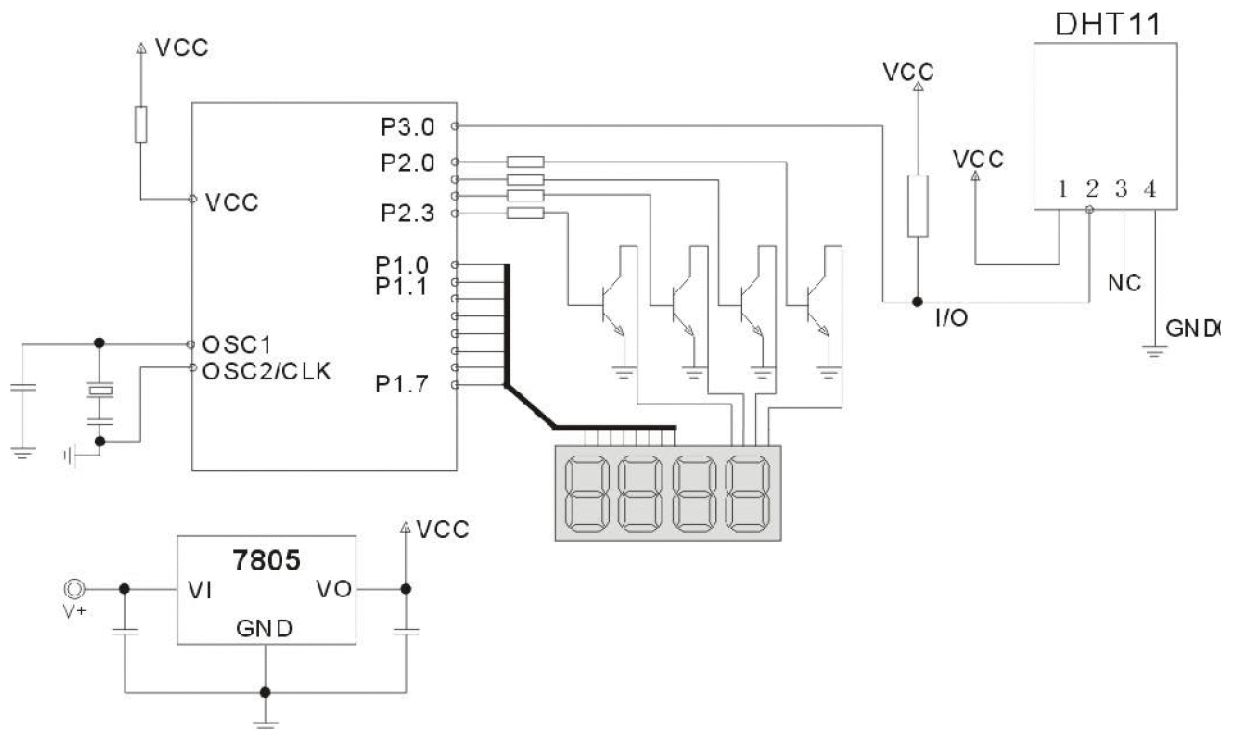 DHT11
VCC
VCC
VCC
P3.0
P2.0
VCC
P2.3
1 2 3 4
P1.0
P1.1
NC
I/O
GND
OSC1
OSC2/CLK
P1.7
VCC
7805
VI
VO
V+
GND